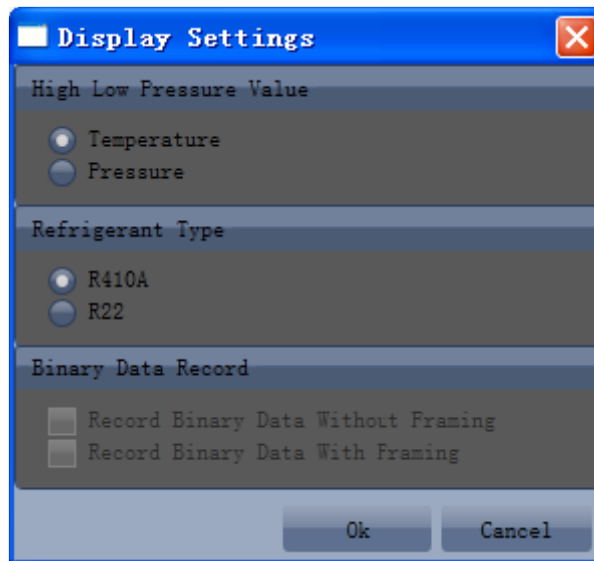 Display Settings
High Low Pressure Value
Temperature
Pressure
Refrigerant Type
R410A
R22
Binary Data Record
Record Binary Data Without Framing
Record Binary Data With Framing
Ok Cancel